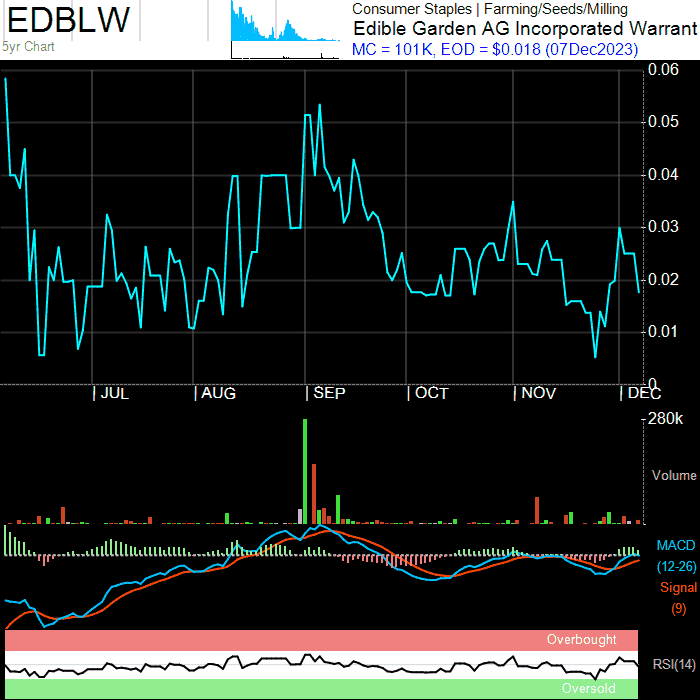 EDBLW
5yr Chart
Consumer Staples | Farming/Seeds/Milling
Edible Garden AG Incorporated Warrant
MC = 101K, EOD = $0.018 (07Dec2023)
0.06
0.05
0.04
0.03
0.02
0.01
0
JUL AUG SEP OCT NOV DEC
280k
Volume
MACD
(12-26)
Signal
(9)
Overbought
RSI(14)
Oversold